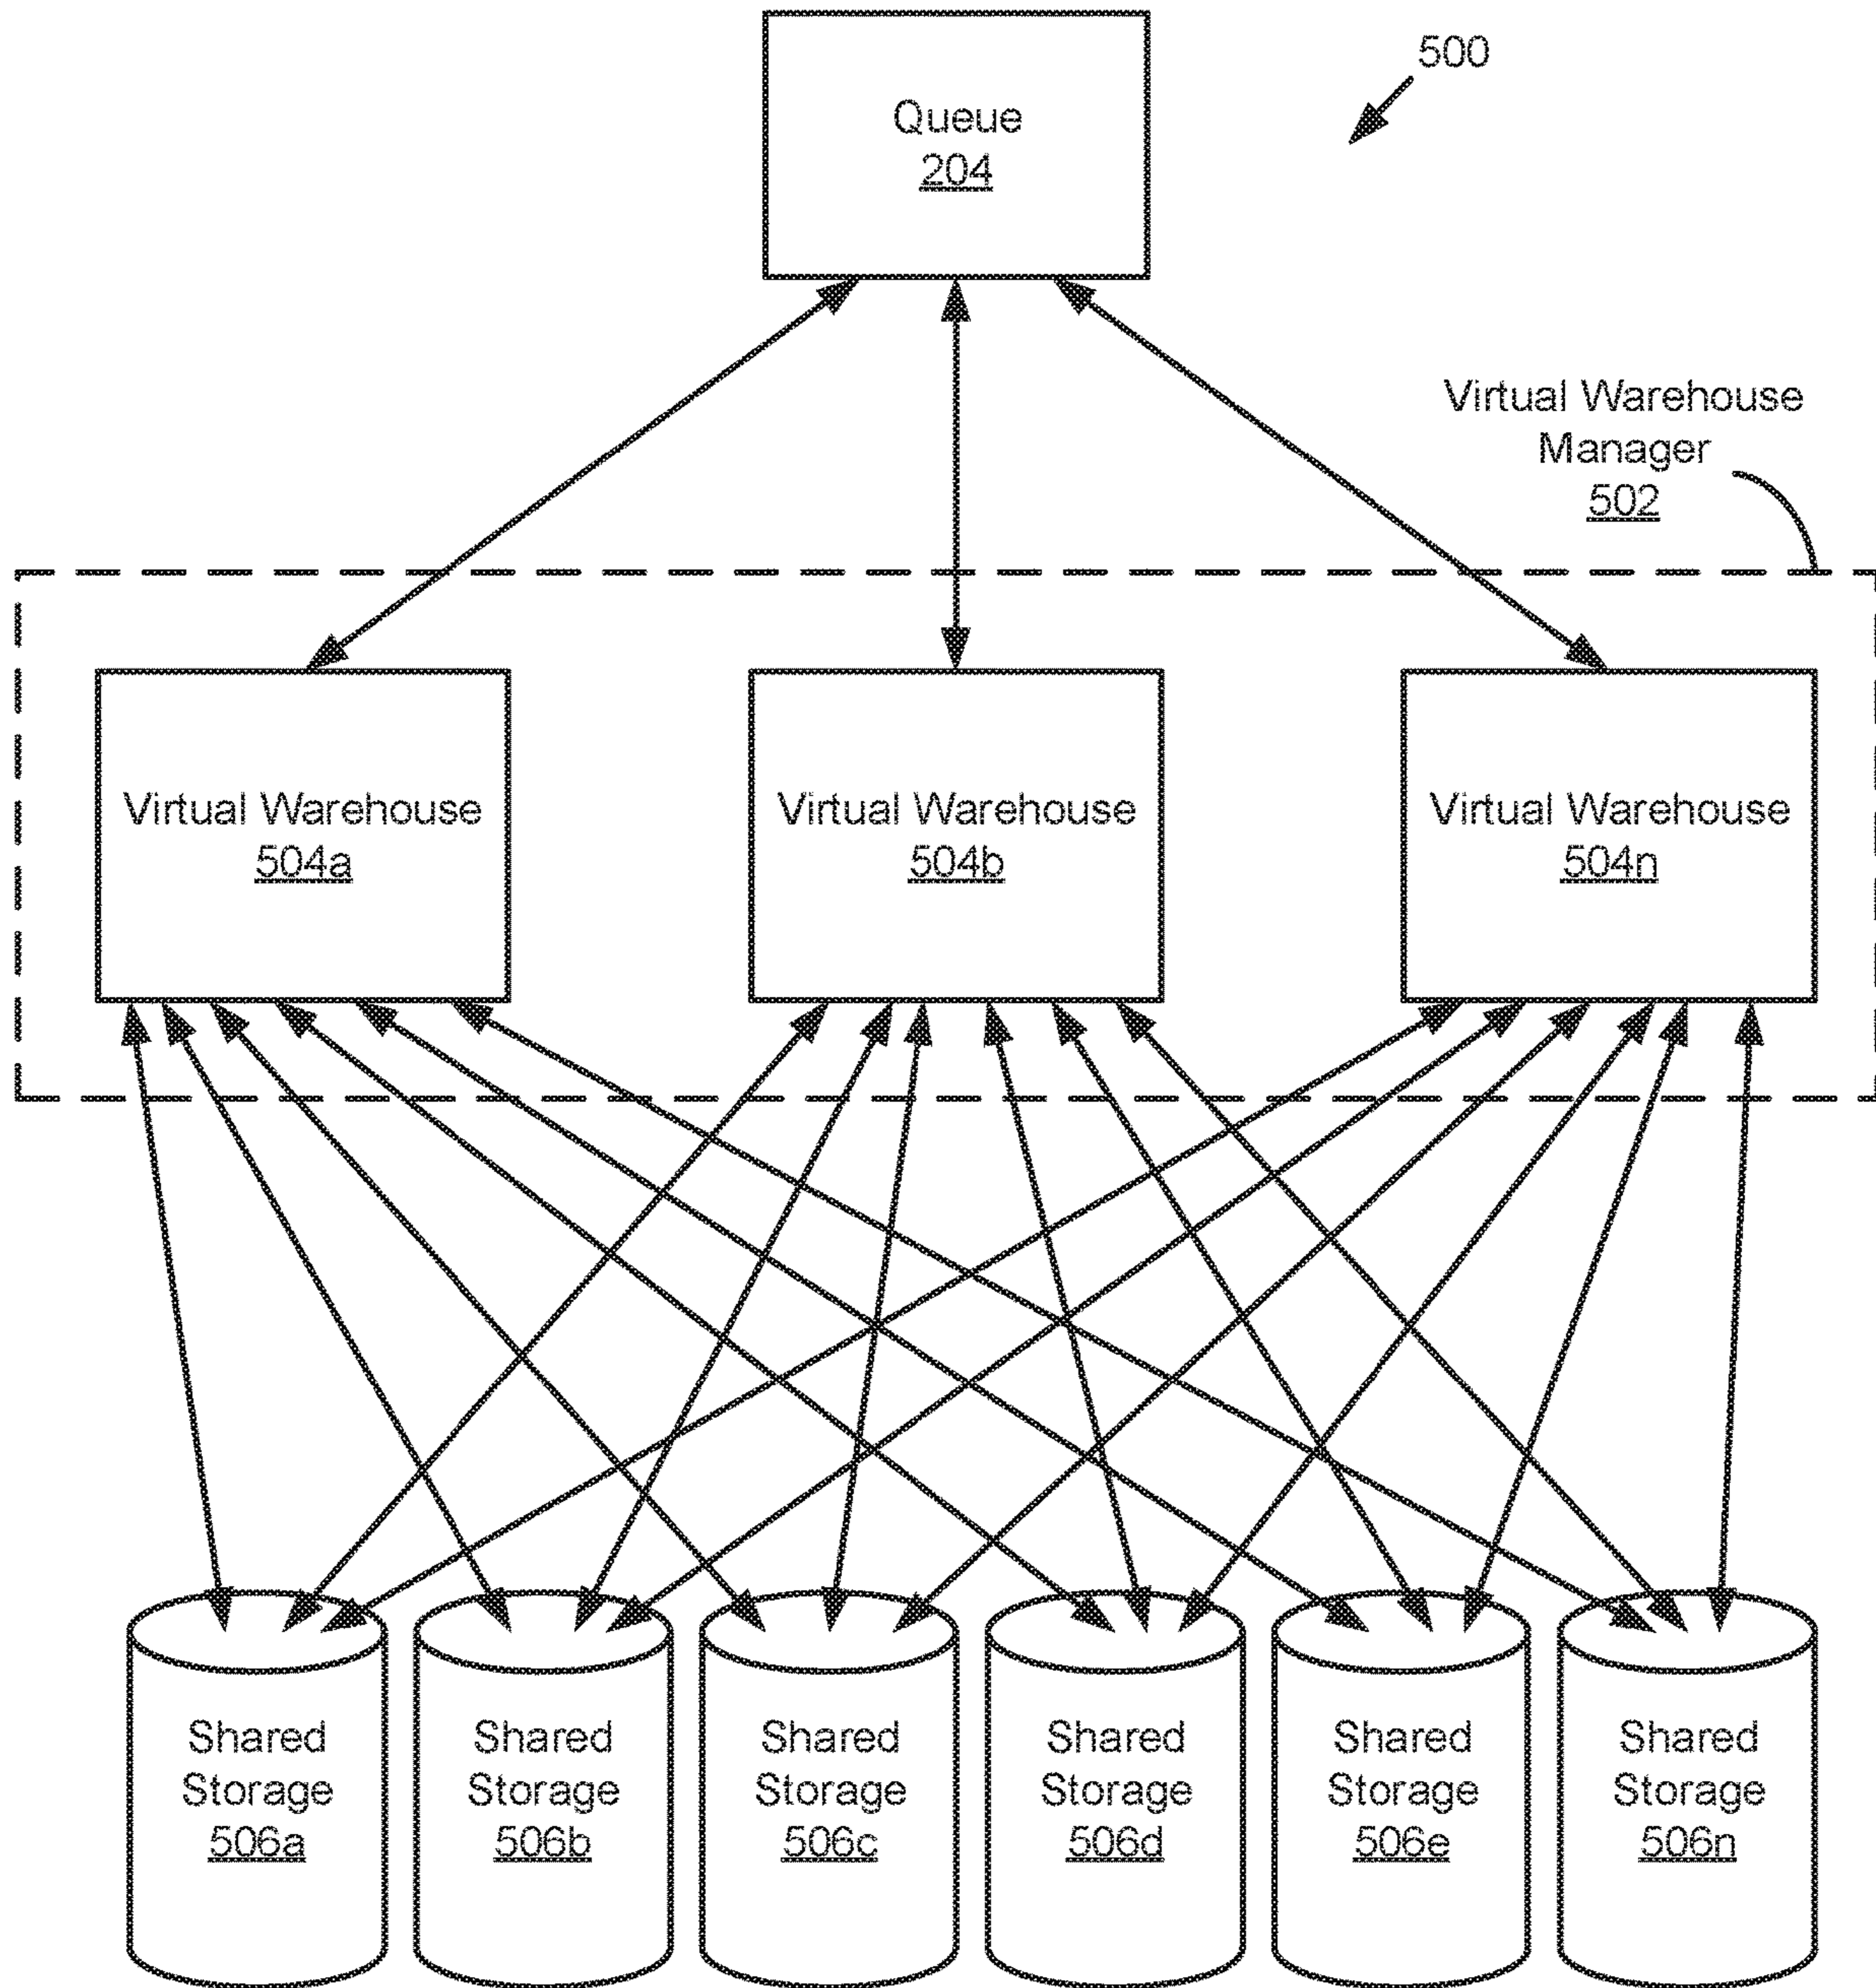 500
Queue
204
Virtual Warehouse
Manager
502
Virtual Warehouse
504a
Virtual Warehouse
504b
Virtual Warehouse
504n
Shared
Storage
506a
Shared
Storage
506b
Shared
Storage
506c
Shared
Storage
506d
Shared
Storage
506e
Shared
Storage
506n